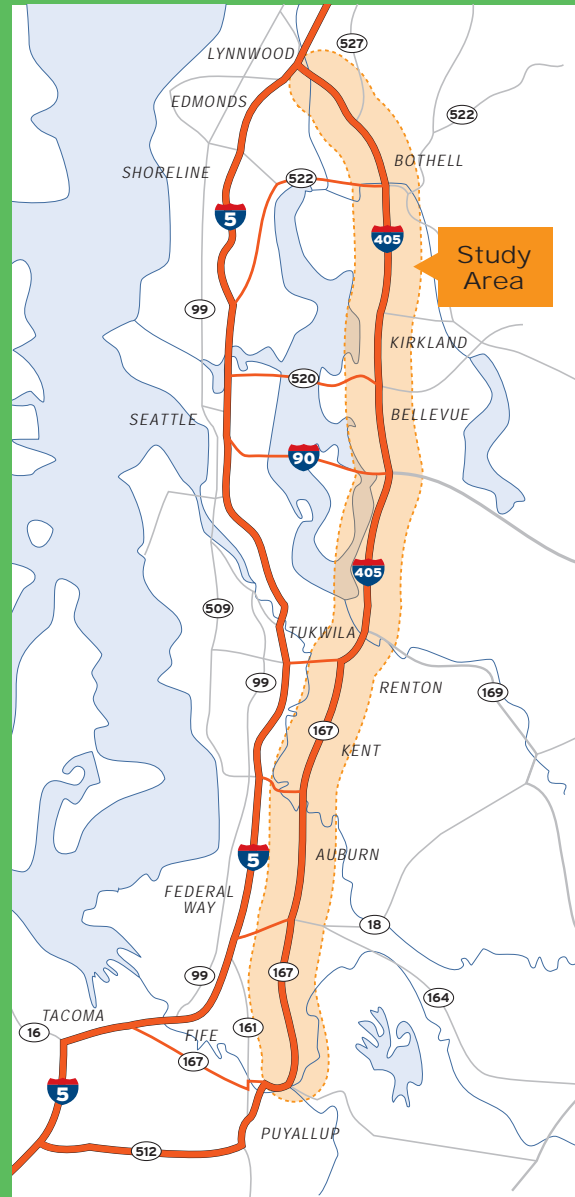 LYNNWOOD
527
EDMONDS
522
BOTHELL
SHORELINE
522
5
405
Study
Area
99
KIRKLAND
520
BELLEVUE
SEATTLE
90
405
509
TUKWILA
99
RENTON
169
167
KENT
5
AUBURN
FEDERAL
WAY
18
99
167
164
TACOMA
16
161
FIFE
167
5
PUYALLUP
512